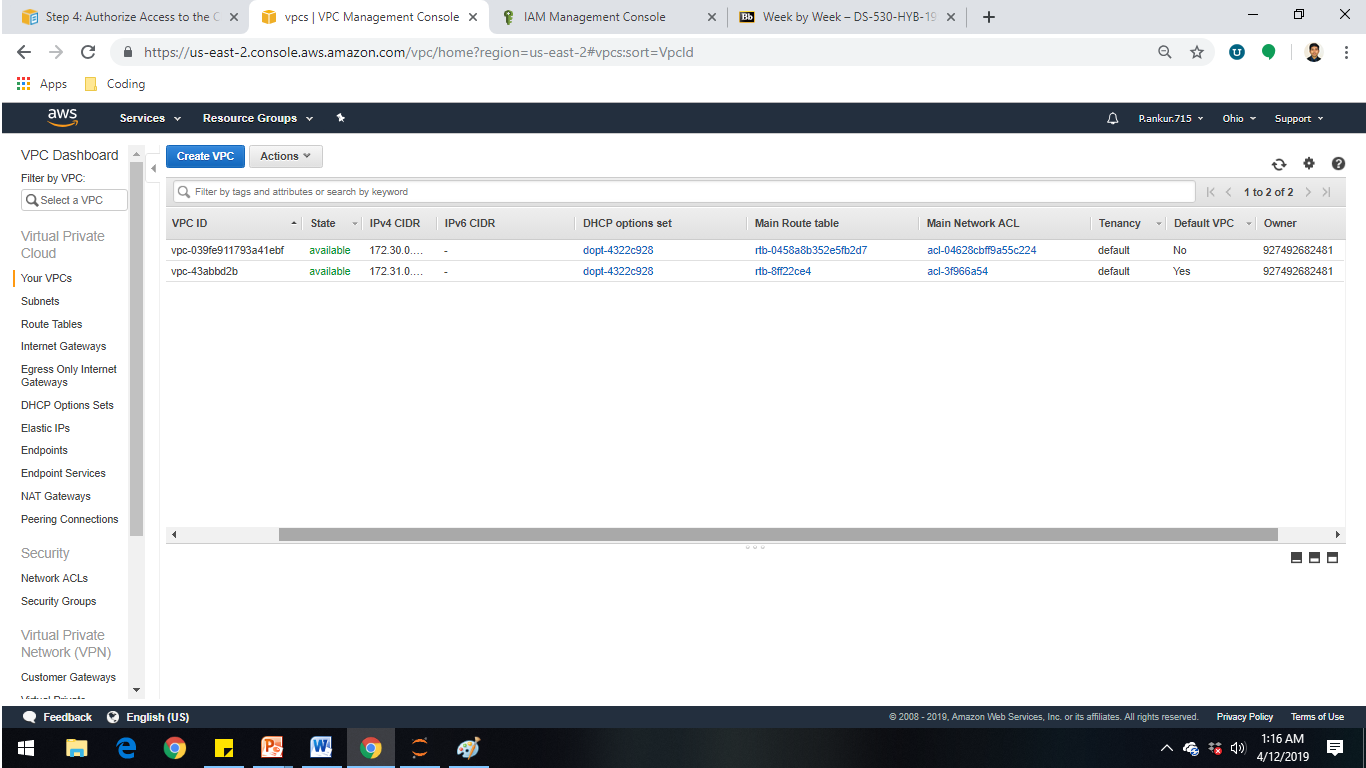 Step 4: Authorize Access to the C
vpcs | VPC Management Console
IAM Management Console
Bb Week by Week – DS-530-HYB-19
https://us-east-2.console.aws.amazon.com/vpc/home?region=us-east-2#vpcs:sort=VpcId
Apps Coding
aws Services Resource Groups P.ankur.715 Ohio Support
VPC Dashboard
Filter by VPC:
Select a VPC
Virtual Private
Cloud
Your VPCs
Subnets
Route Tables
Internet Gateways
Egress Only Internet
Gateways
DHCP Options Sets
Elastic IPs
Endpoints
Endpoint Services
NAT Gateways
Peering Connections
Security
Network ACLs
Security Groups
Virtual Private
Network (VPN)
Customer Gateways
Virtual Private
Create VPC Actions
Filter by tags and attributes or search by keyword
1 to 2 of 2
VPC ID State IPv4 CIDR IPv6 CIDR DHCP options set Main Route table Main Network ACL Tenancy Default VPC Owner
vpc-039fe911793a41ebf available 172.30.0.... - dopt-4322c928 rtb-0458a8b352e5fb2d7 acl-04628cbff9a55c224 default No 927492682481
vpc-43abbd2b available 172.31.0.... - dopt-4322c928 rtb-8ff22ce4 acl-3f966a54 default Yes 927492682481
Feedback English (US)
© 2008 - 2019, Amazon Web Services, Inc. or its affiliates. All rights reserved. Privacy Policy Terms of Use
1:16 AM
4/12/2019